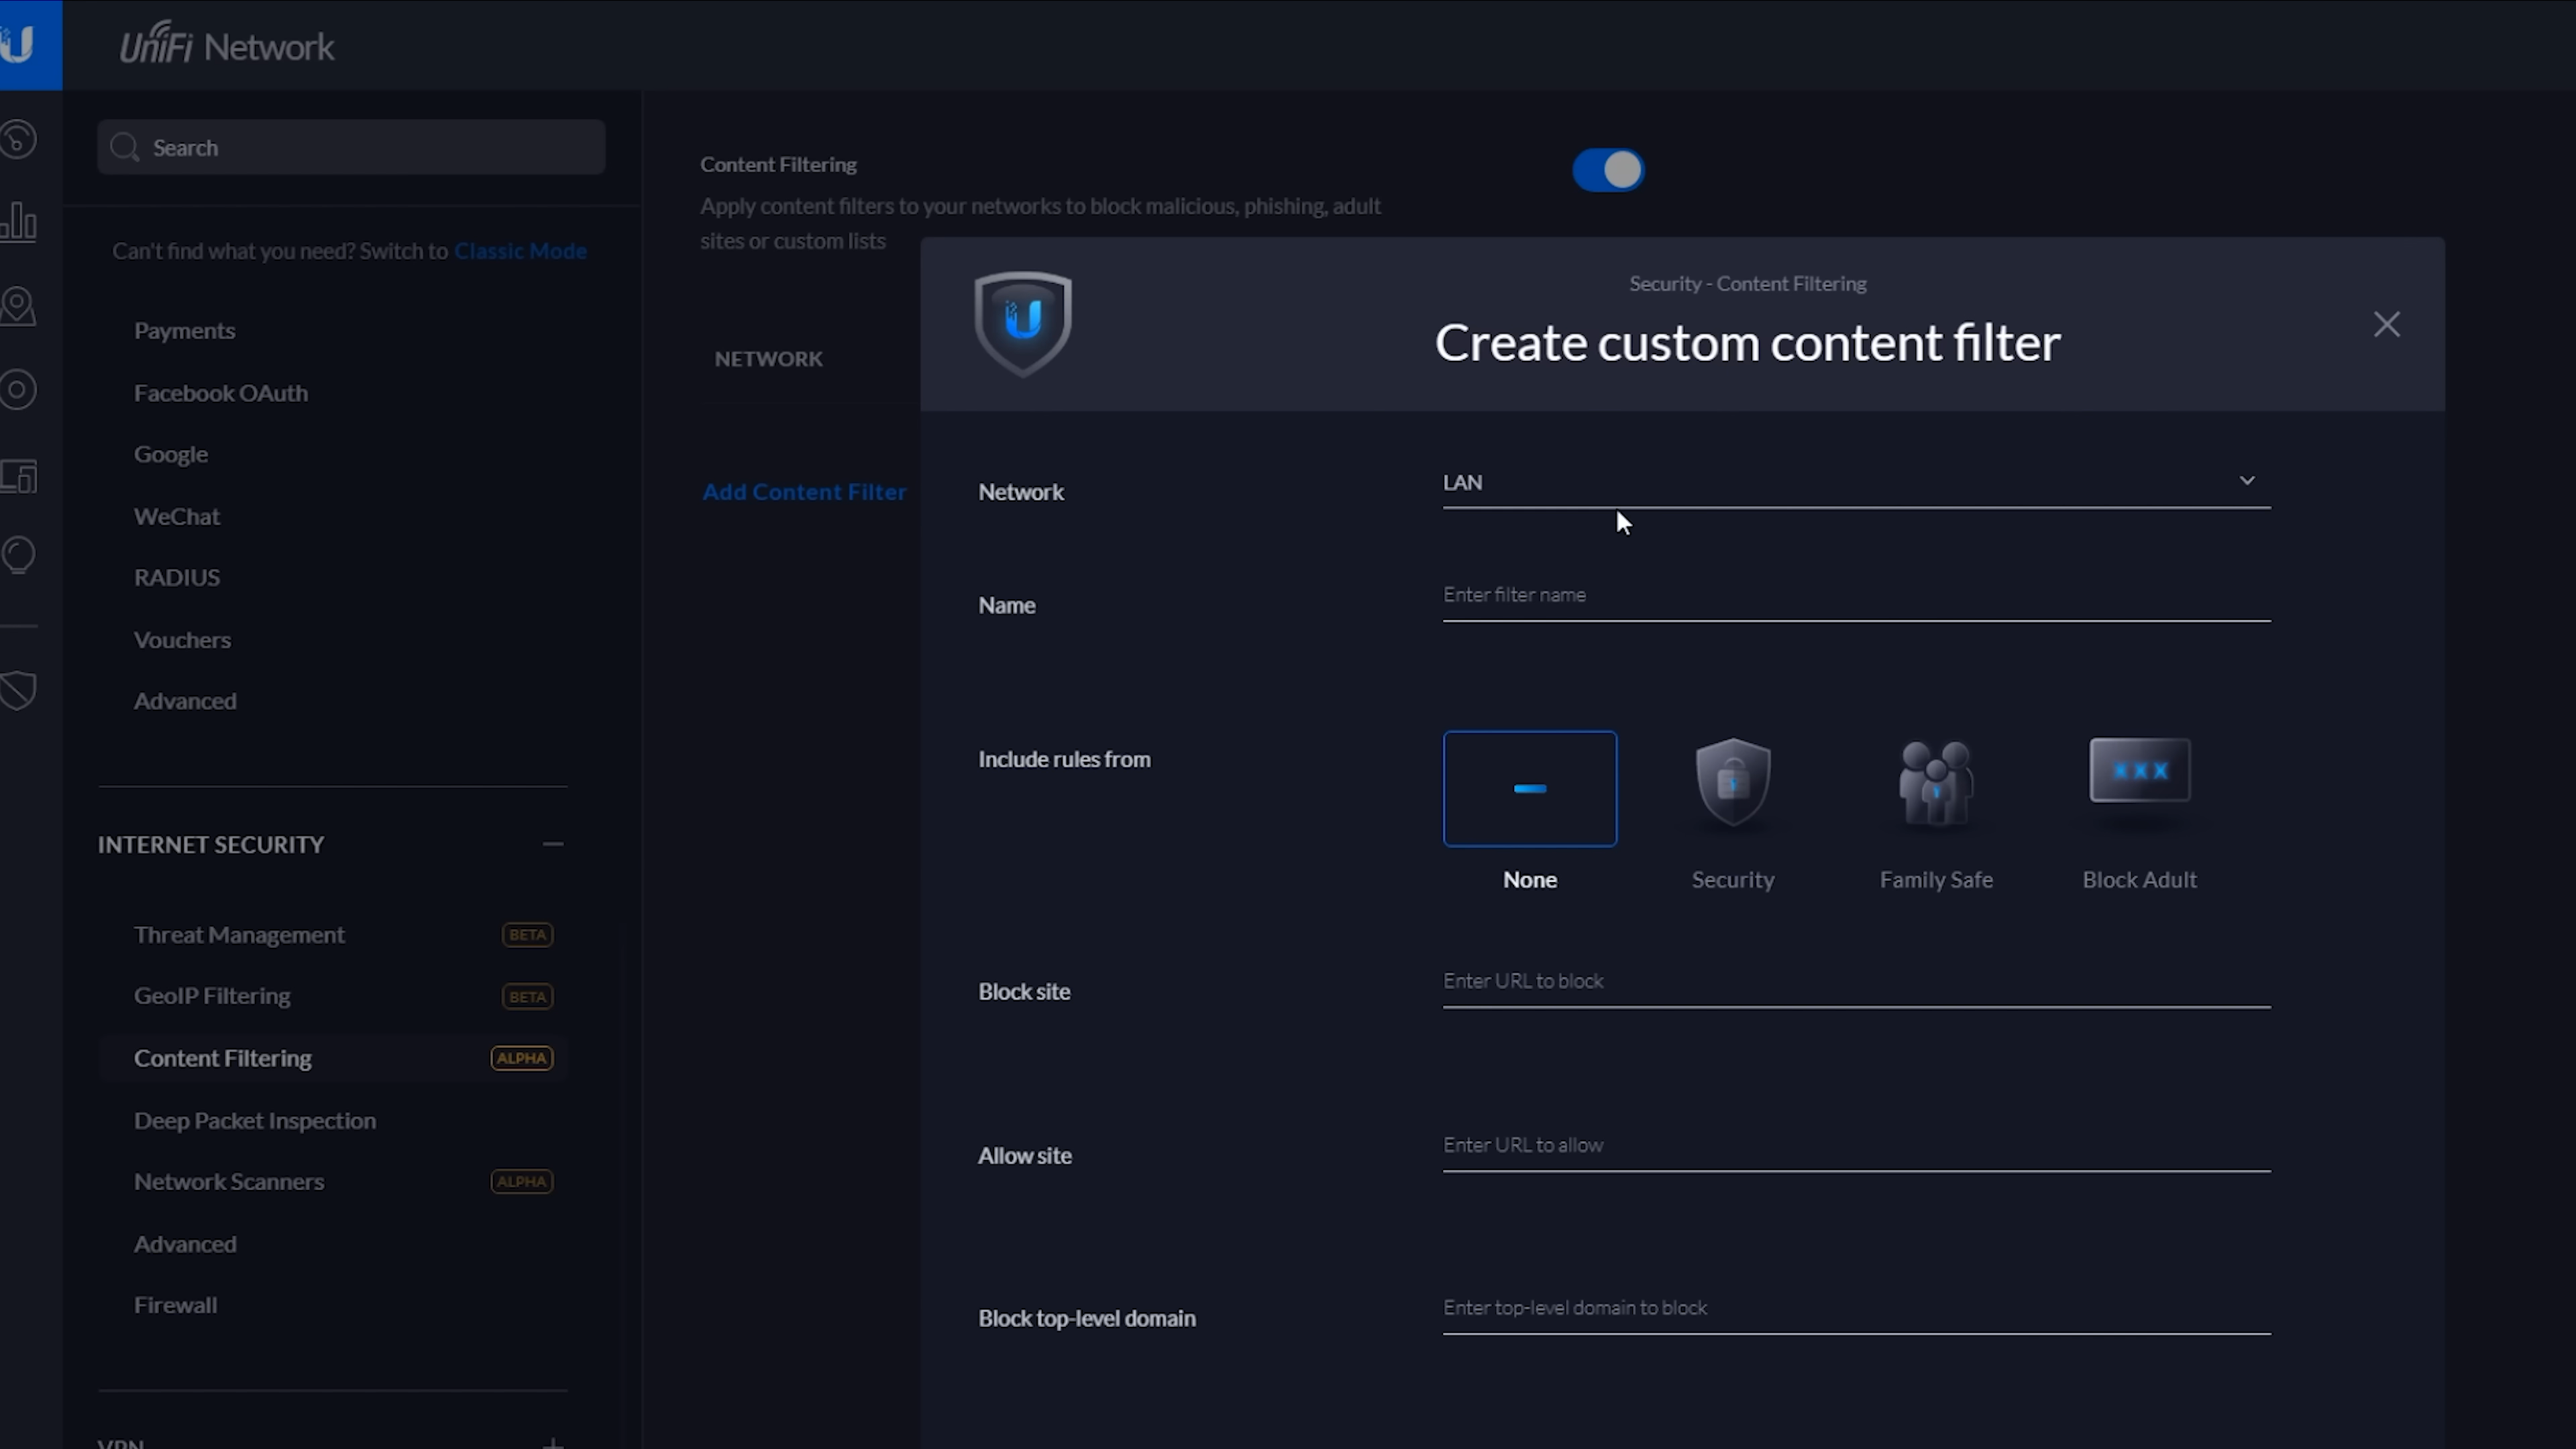 UniFi Network
Search
Can't find what you need? Switch to Classic Mode
Payments
Facebook OAuth
Google
WeChat
RADIUS
Vouchers
Advanced
INTERNET SECURITY
Threat Management BETA
GeoIP Filtering BETA
Content Filtering ALPHA
Deep Packet Inspection
Network Scanners ALPHA
Advanced
Firewall
VPN
Content Filtering
Apply content filters to your networks to block malicious, phishing, adult
sites or custom lists
NETWORK
Add Content Filter
Security - Content Filtering
Create custom content filter
Network LAN
Name Enter filter name
Include rules from
XXX
None Security Family Safe Block Adult
Block site Enter URL to block
Allow site Enter URL to allow
Block top-level domain Enter top-level domain to block